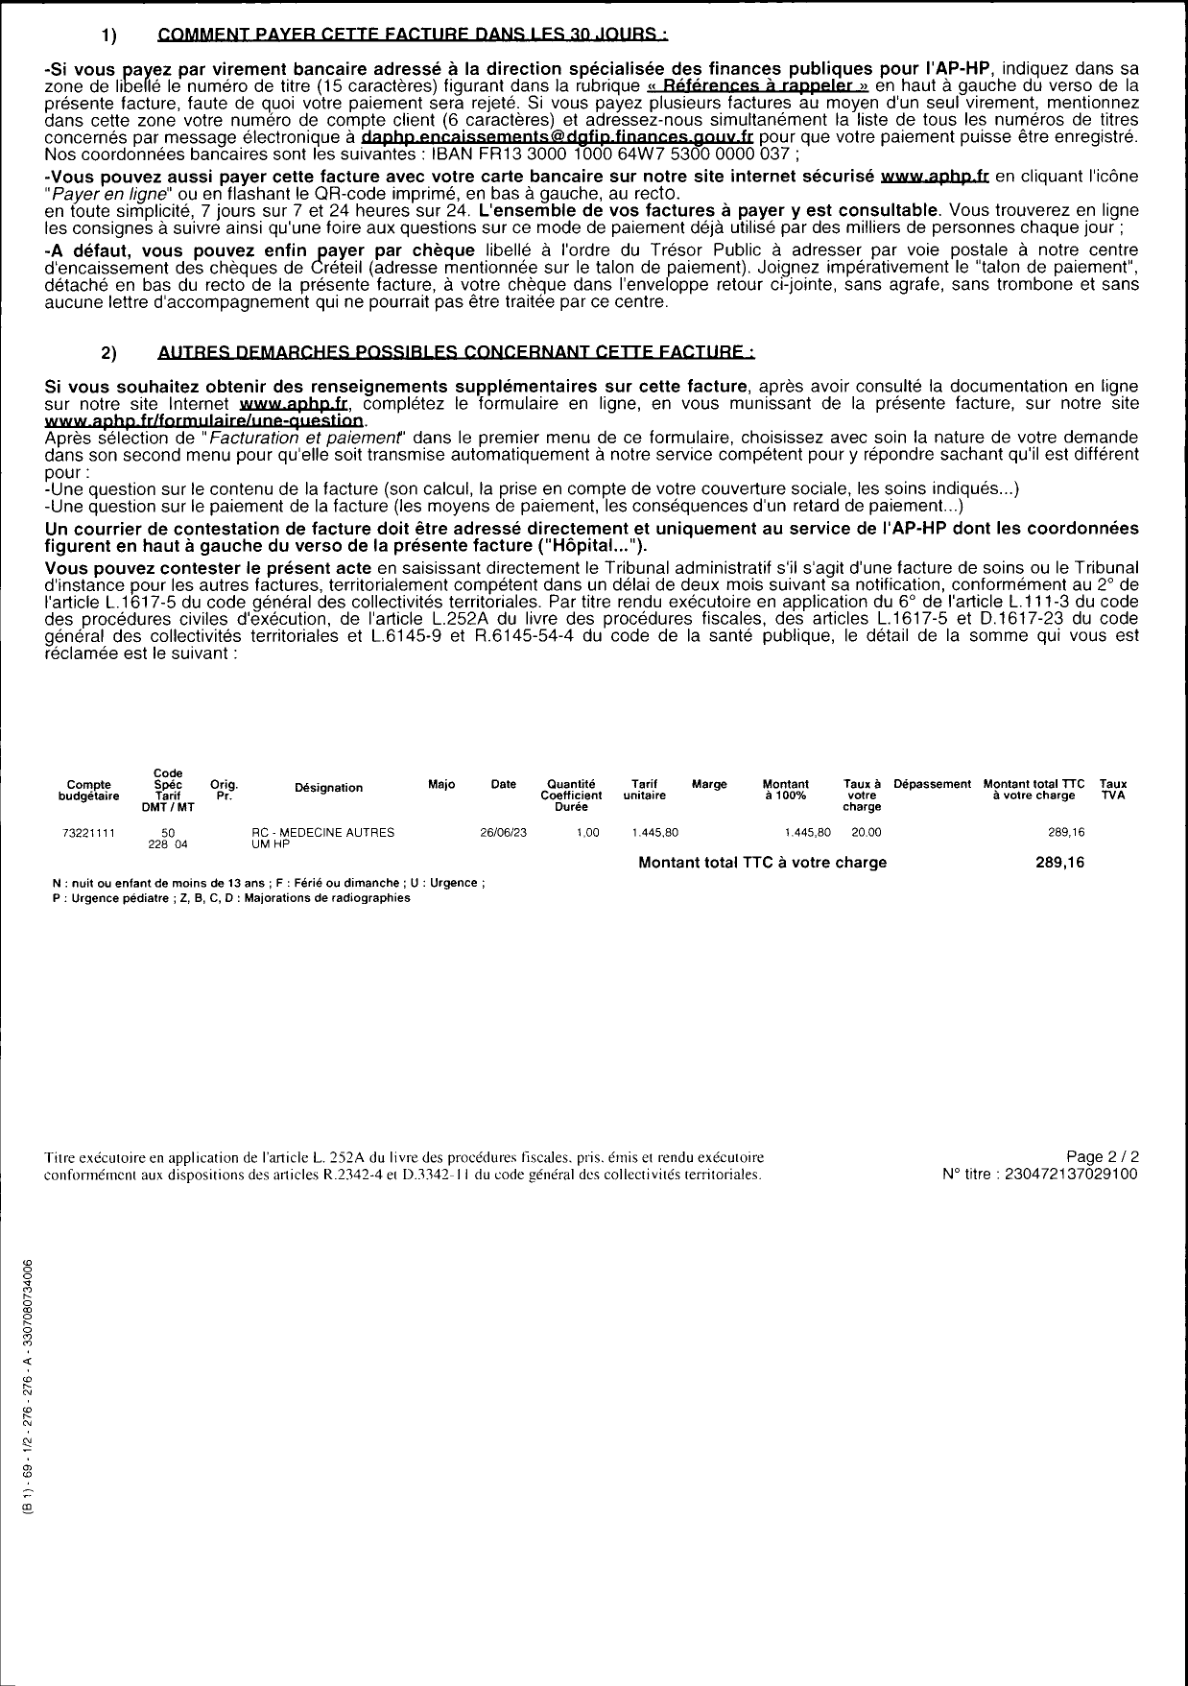 1) COMMENT PAYER CETTE FACTURE DANS LES 30 JOURS :
-Si vous payez par virement bancaire adressé à la direction spécialisée des finances publiques pour l'AP-HP, indiquez dans sa
zone de libellé le numéro de titre (15 caractères) figurant dans la rubrique « Références à rappeler » en haut à gauche du verso de la
présente facture, faute de quoi votre paiement sera rejeté. Si vous payez plusieurs factures au moyen d'un seul virement, mentionnez
dans cette zone votre numéro de compte client (6 caractères) et adressez-nous simultanément la liste de tous les numéros de titres
concernés par message électronique à daphp.encaissements@dgfip.finances.gouv.fr pour que votre paiement puisse être enregistré.
Nos coordonnées bancaires sont les suivantes : IBAN FR13 3000 1000 64W7 5300 0000 037 ;
-Vous pouvez aussi payer cette facture avec votre carte bancaire sur notre site internet sécurisé www.aphp.fr en cliquant l'icône
"Payer en ligne" ou en flashant le QR-code imprimé, en bas à gauche, au recto.
en toute simplicité, 7 jours sur 7 et 24 heures sur 24. L'ensemble de vos factures à payer y est consultable. Vous trouverez en ligne
les consignes à suivre ainsi qu'une foire aux questions sur ce mode de paiement déjà utilisé par des milliers de personnes chaque jour ;
-A défaut, vous pouvez enfin payer par chèque libellé à l'ordre du Trésor Public à adresser par voie postale à notre centre
d'encaissement des chèques de Créteil (adresse mentionnée sur le talon de paiement). Joignez impérativement le "talon de paiement",
détaché en bas du recto de la présente facture, à votre chèque dans l'enveloppe retour ci-jointe, sans agrafe, sans trombone et sans
aucune lettre d'accompagnement qui ne pourrait pas être traitée par ce centre.
2) AUTRES DEMARCHES POSSIBLES CONCERNANT CETTE FACTURE :
Si vous souhaitez obtenir des renseignements supplémentaires sur cette facture, après avoir consulté la documentation en ligne
sur notre site Internet www.aphp.fr, complétez le formulaire en ligne, en vous munissant de la présente facture, sur notre site
www.aphp.fr/formulaire/une-question.
Après sélection de "Facturation et paiement" dans le premier menu de ce formulaire, choisissez avec soin la nature de votre demande
dans son second menu pour qu'elle soit transmise automatiquement à notre service compétent pour y répondre sachant qu'il est différent
pour :
-Une question sur le contenu de la facture (son calcul, la prise en compte de votre couverture sociale, les soins indiqués...)
-Une question sur le paiement de la facture (les moyens de paiement, les conséquences d'un retard de paiement...)
Un courrier de contestation de facture doit être adressé directement et uniquement au service de l'AP-HP dont les coordonnées
figurent en haut à gauche du verso de la présente facture ("Hôpital...").
Vous pouvez contester le présent acte en saisissant directement le Tribunal administratif s'il s'agit d'une facture de soins ou le Tribunal
d'instance pour les autres factures, territorialement compétent dans un délai de deux mois suivant sa notification, conformément au 2° de
l'article L.1617-5 du code général des collectivités territoriales. Par titre rendu exécutoire en application du 6° de l'article L.111-3 du code
des procédures civiles d'exécution, de l'article L.252A du livre des procédures fiscales, des articles L.1617-5 et D.1617-23 du code
général des collectivités territoriales et L.6145-9 et R.6145-54-4 du code de la santé publique, le détail de la somme qui vous est
réclamée est le suivant :
Compte budgétaire Code Spéc Tarif DMT / MT Orig. Pr. Désignation Majo Date Quantité Coefficient Durée Tarif unitaire Marge Montant à 100% Taux à votre charge Dépassement Montant total TTC à votre charge Taux TVA
73221111 50 RC - MEDECINE AUTRES 26/06/23 1,00 1.445,80 1.445,80 20,00 289,16
228 04 UM HP
Montant total TTC à votre charge 289,16
N : nuit ou enfant de moins de 13 ans ; F : Férié ou dimanche ; U : Urgence ;
P : Urgence pédiatre ; Z, B, C, D : Majorations de radiographies
Titre exécutoire en application de l'article L. 252A du livre des procédures fiscales. pris. émis et rendu exécutoire
conformément aux dispositions des articles R.2342-4 et D.3342-11 du code général des collectivités territoriales.
Page 2 / 2
N° titre : 230472137029100
(B 1) - 69 - 1/2 - 276 - 276 - A - 3307080734006